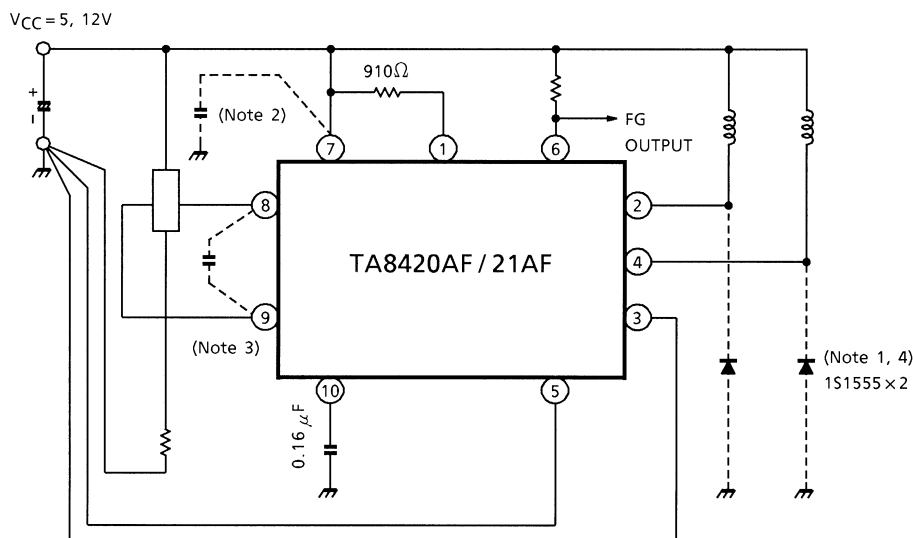 VCC = 5, 12V
+
-
910Ω
(Note 2)
FG
OUTPUT
7
1
6
8
2
TA8420AF / 21AF
4
9
3
(Note 3)
(Note 1, 4)
1S1555 × 2
10
5
0.16 μF